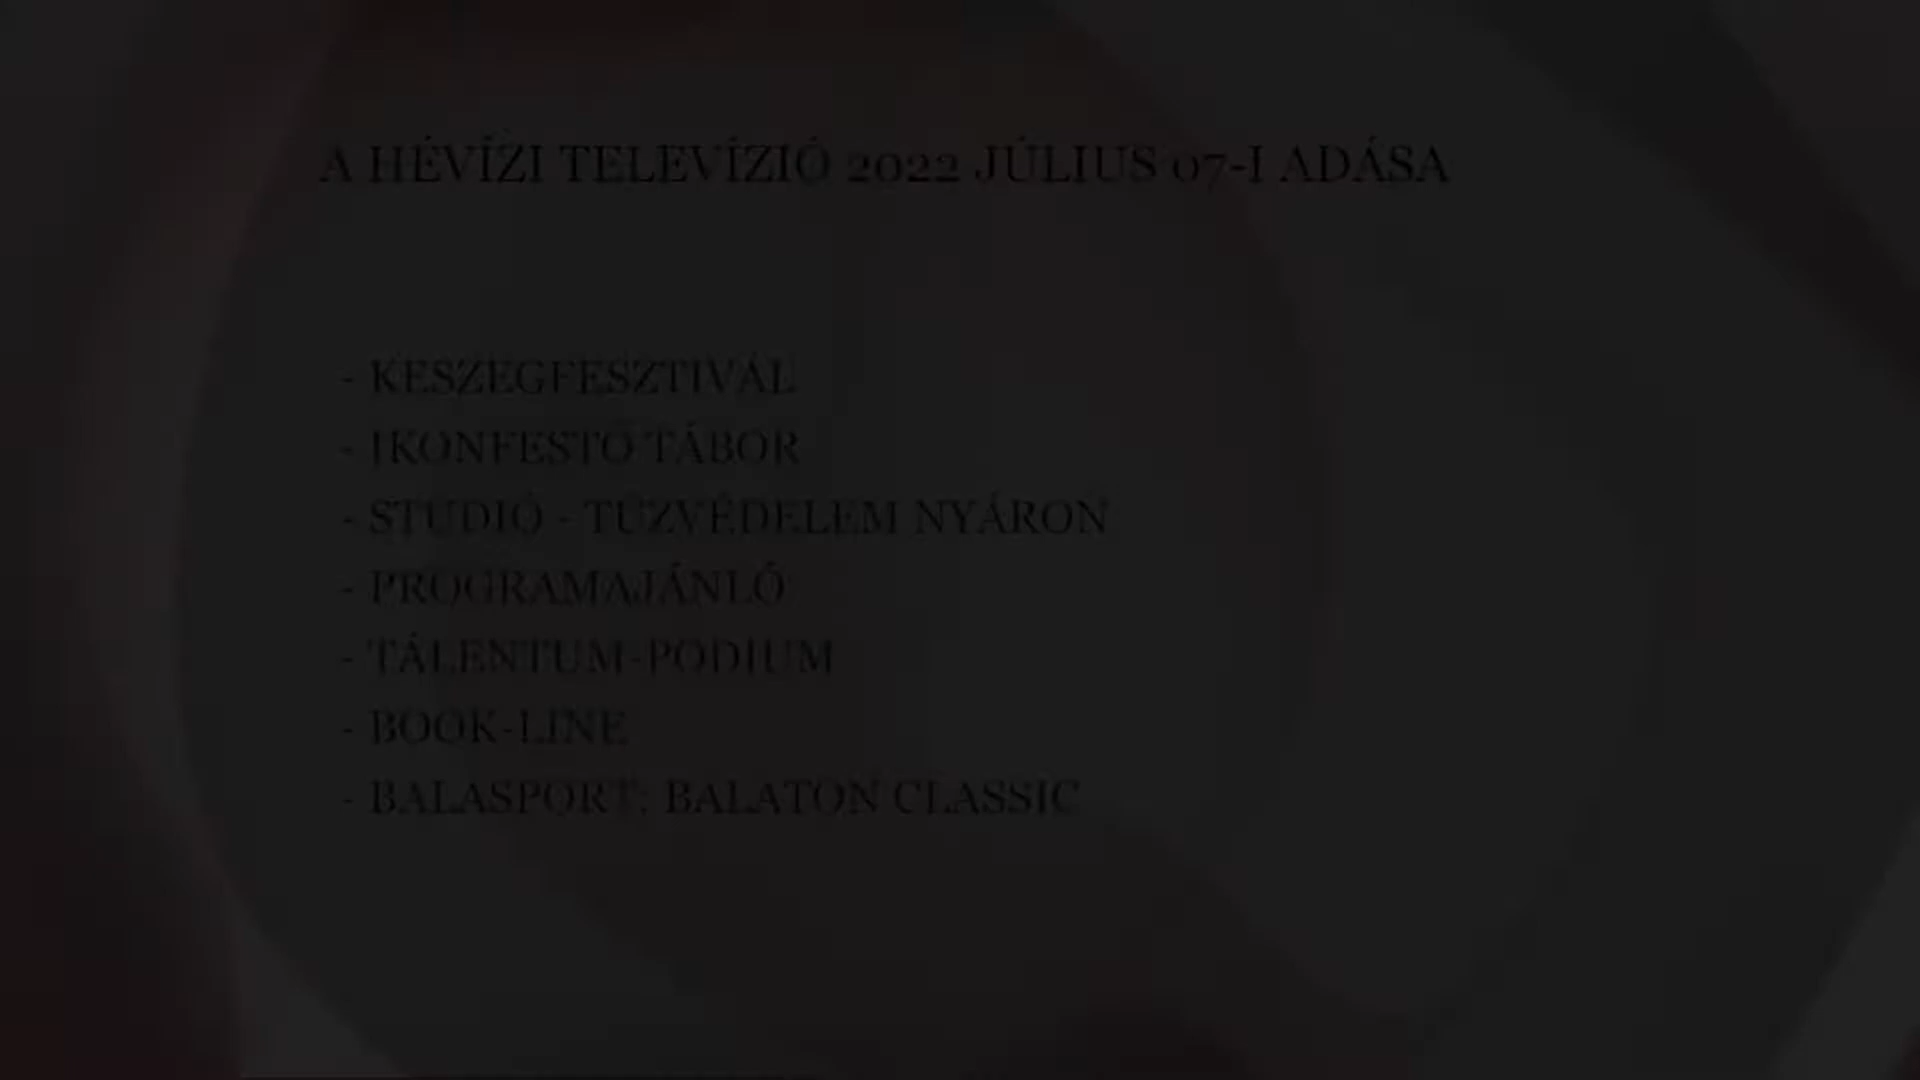 A HÉVÍZI TELEVÍZIÓ 2022 JÚLIUS 07-I ADÁSA
- KESZEGFESZTIVÁL
- IKONFESTŐ TÁBOR
- STÚDIÓ - TŰZVÉDELEM NYÁRON
- PROGRAMAJÁNLÓ
- TÁLENTUM-PÓDIUM
- BOOK-LINE
- BALASPORT; BALATON CLASSIC